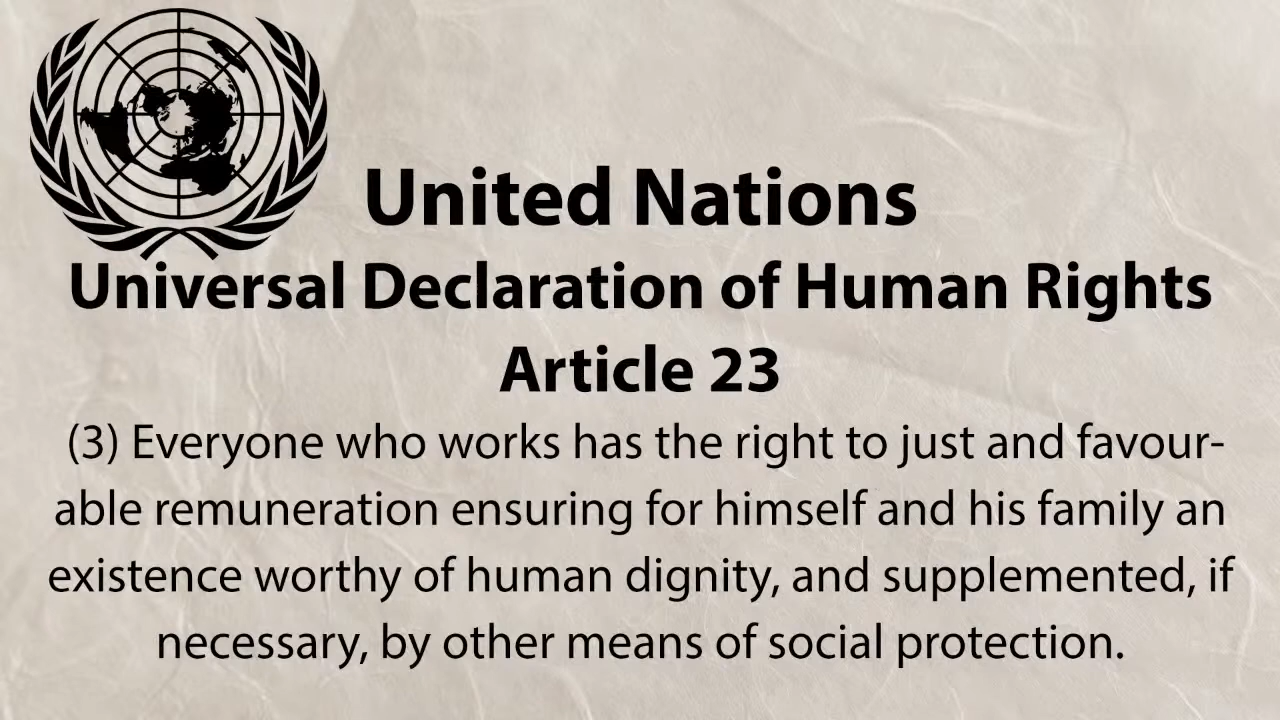 United Nations
Universal Declaration of Human Rights
Article 23
(3) Everyone who works has the right to just and favour-
able remuneration ensuring for himself and his family an
existence worthy of human dignity, and supplemented, if
necessary, by other means of social protection.